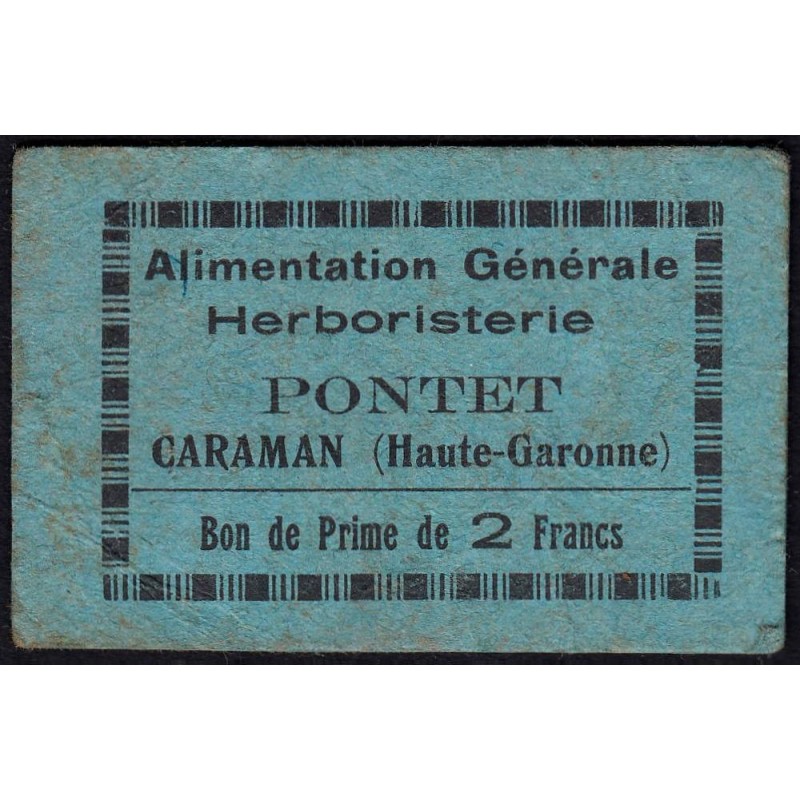 Alimentation Générale
Herboristerie
PONTET
CARAMAN (Haute-Garonne)
Bon de Prime de 2 Francs